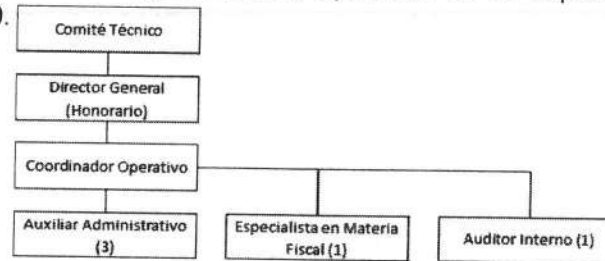 ).
Comité Técnico
Director General
(Honorario)
Coordinador Operativo
Auxiliar Administrativo
(3)
Especialista en Materia
Fiscal (1)
Auditor Interno (1)